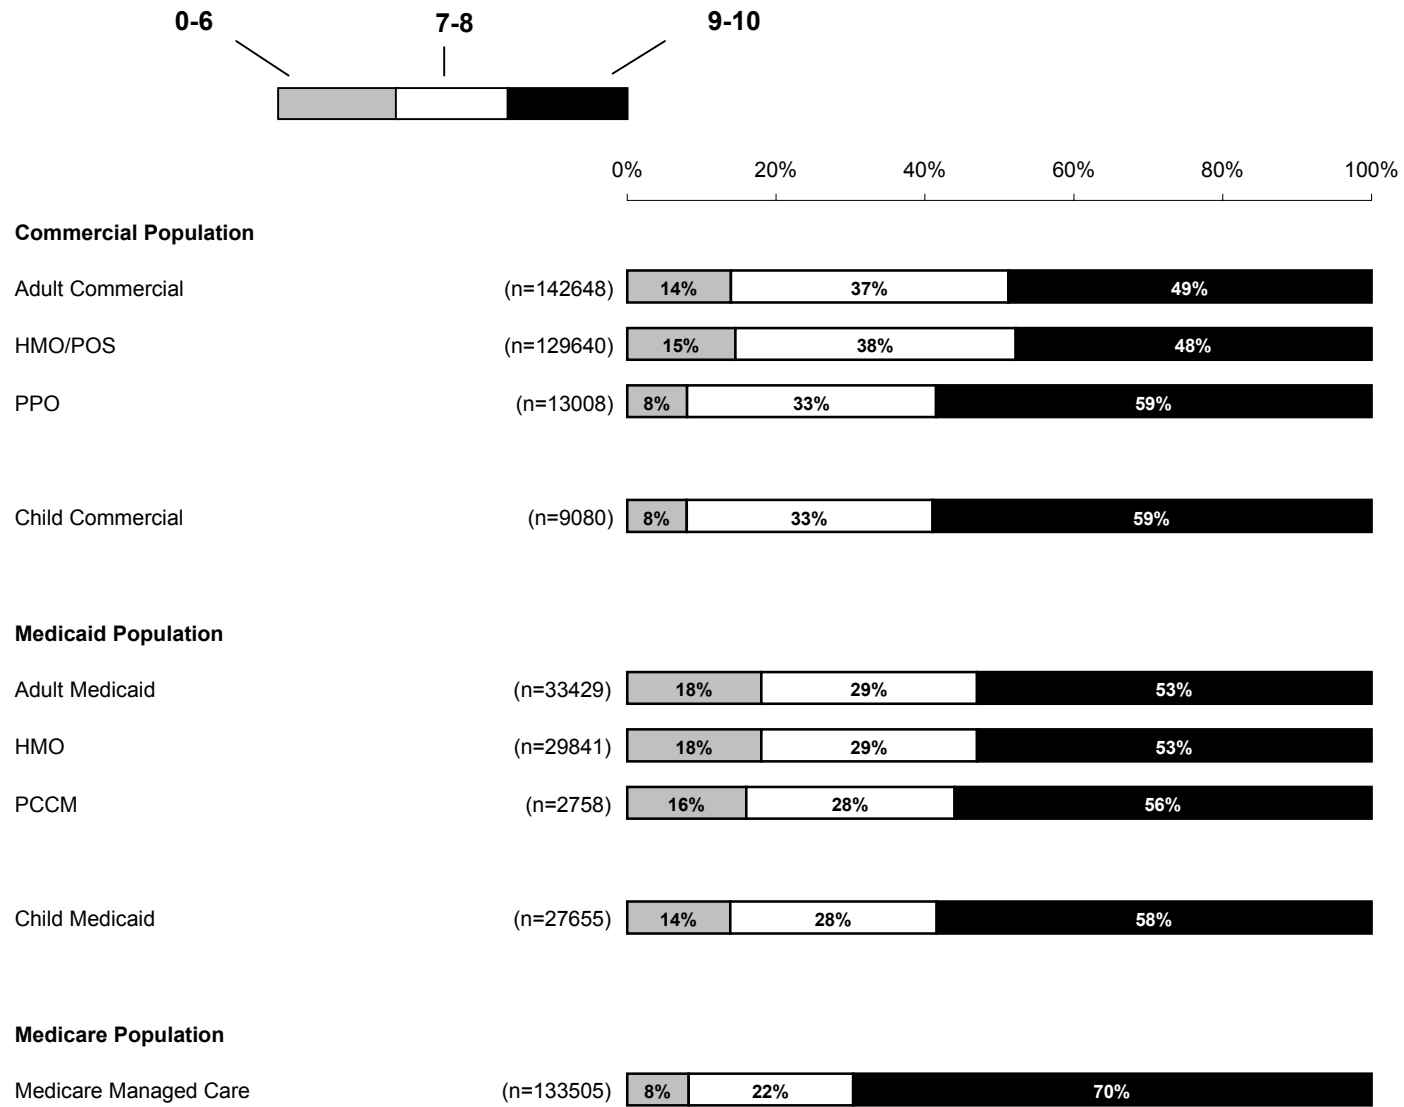 0-6 7-8 9-10
0% 20% 40% 60% 80% 100%
Commercial Population
Adult Commercial (n=142648) 14% 37% 49%
HMO/POS (n=129640) 15% 38% 48%
PPO (n=13008) 8% 33% 59%
Child Commercial (n=9080) 8% 33% 59%
Medicaid Population
Adult Medicaid (n=33429) 18% 29% 53%
HMO (n=29841) 18% 29% 53%
PCCM (n=2758) 16% 28% 56%
Child Medicaid (n=27655) 14% 28% 58%
Medicare Population
Medicare Managed Care (n=133505) 8% 22% 70%